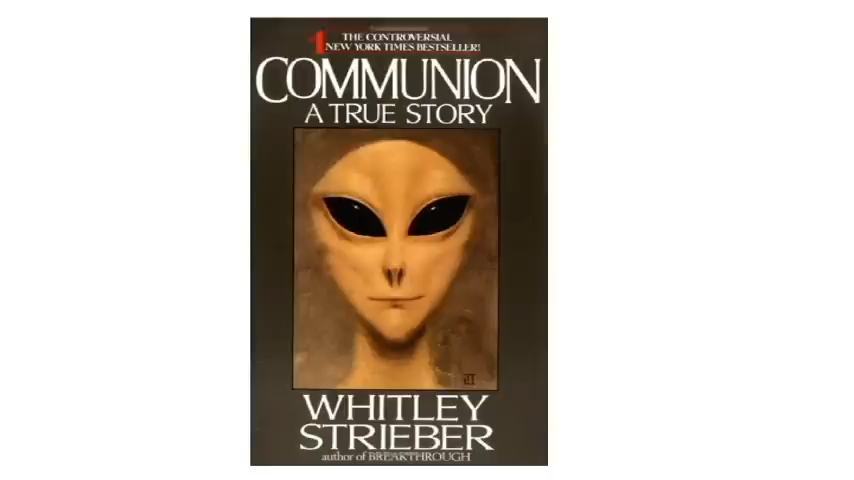 #1 THE CONTROVERSIAL
NEW YORK TIMES BESTSELLER!
COMMUNION
A TRUE STORY
WHITLEY
STRIEBER
author of BREAKTHROUGH